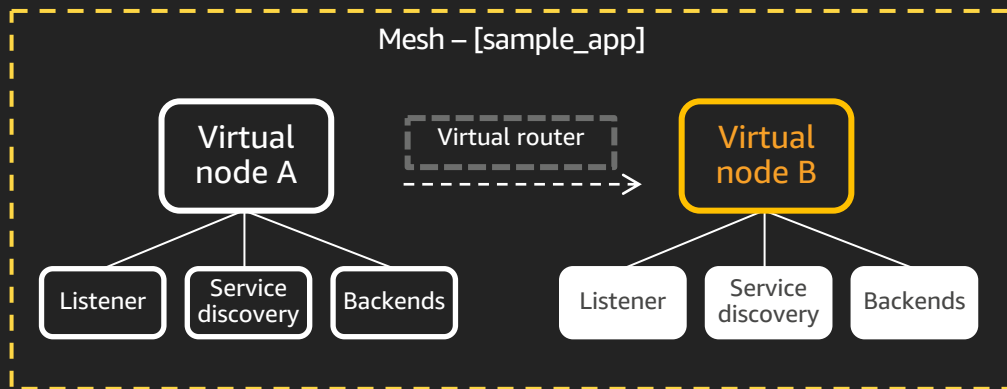 Mesh – [sample_app]
Virtual
node A
Virtual router
Virtual
node B
Listener
Service
discovery
Backends
Listener
Service
discovery
Backends